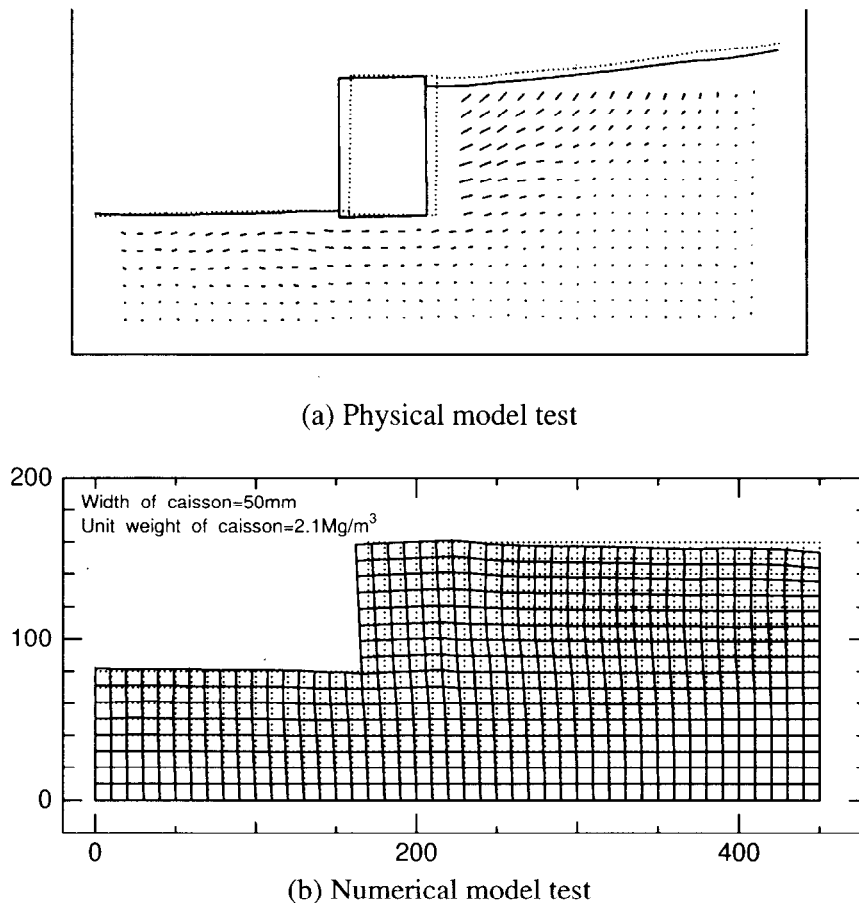 (a) Physical model test
200
Width of caisson=50mm
Unit weight of caisson=2.1Mg/m³
100
0
0
200
400
(b) Numerical model test